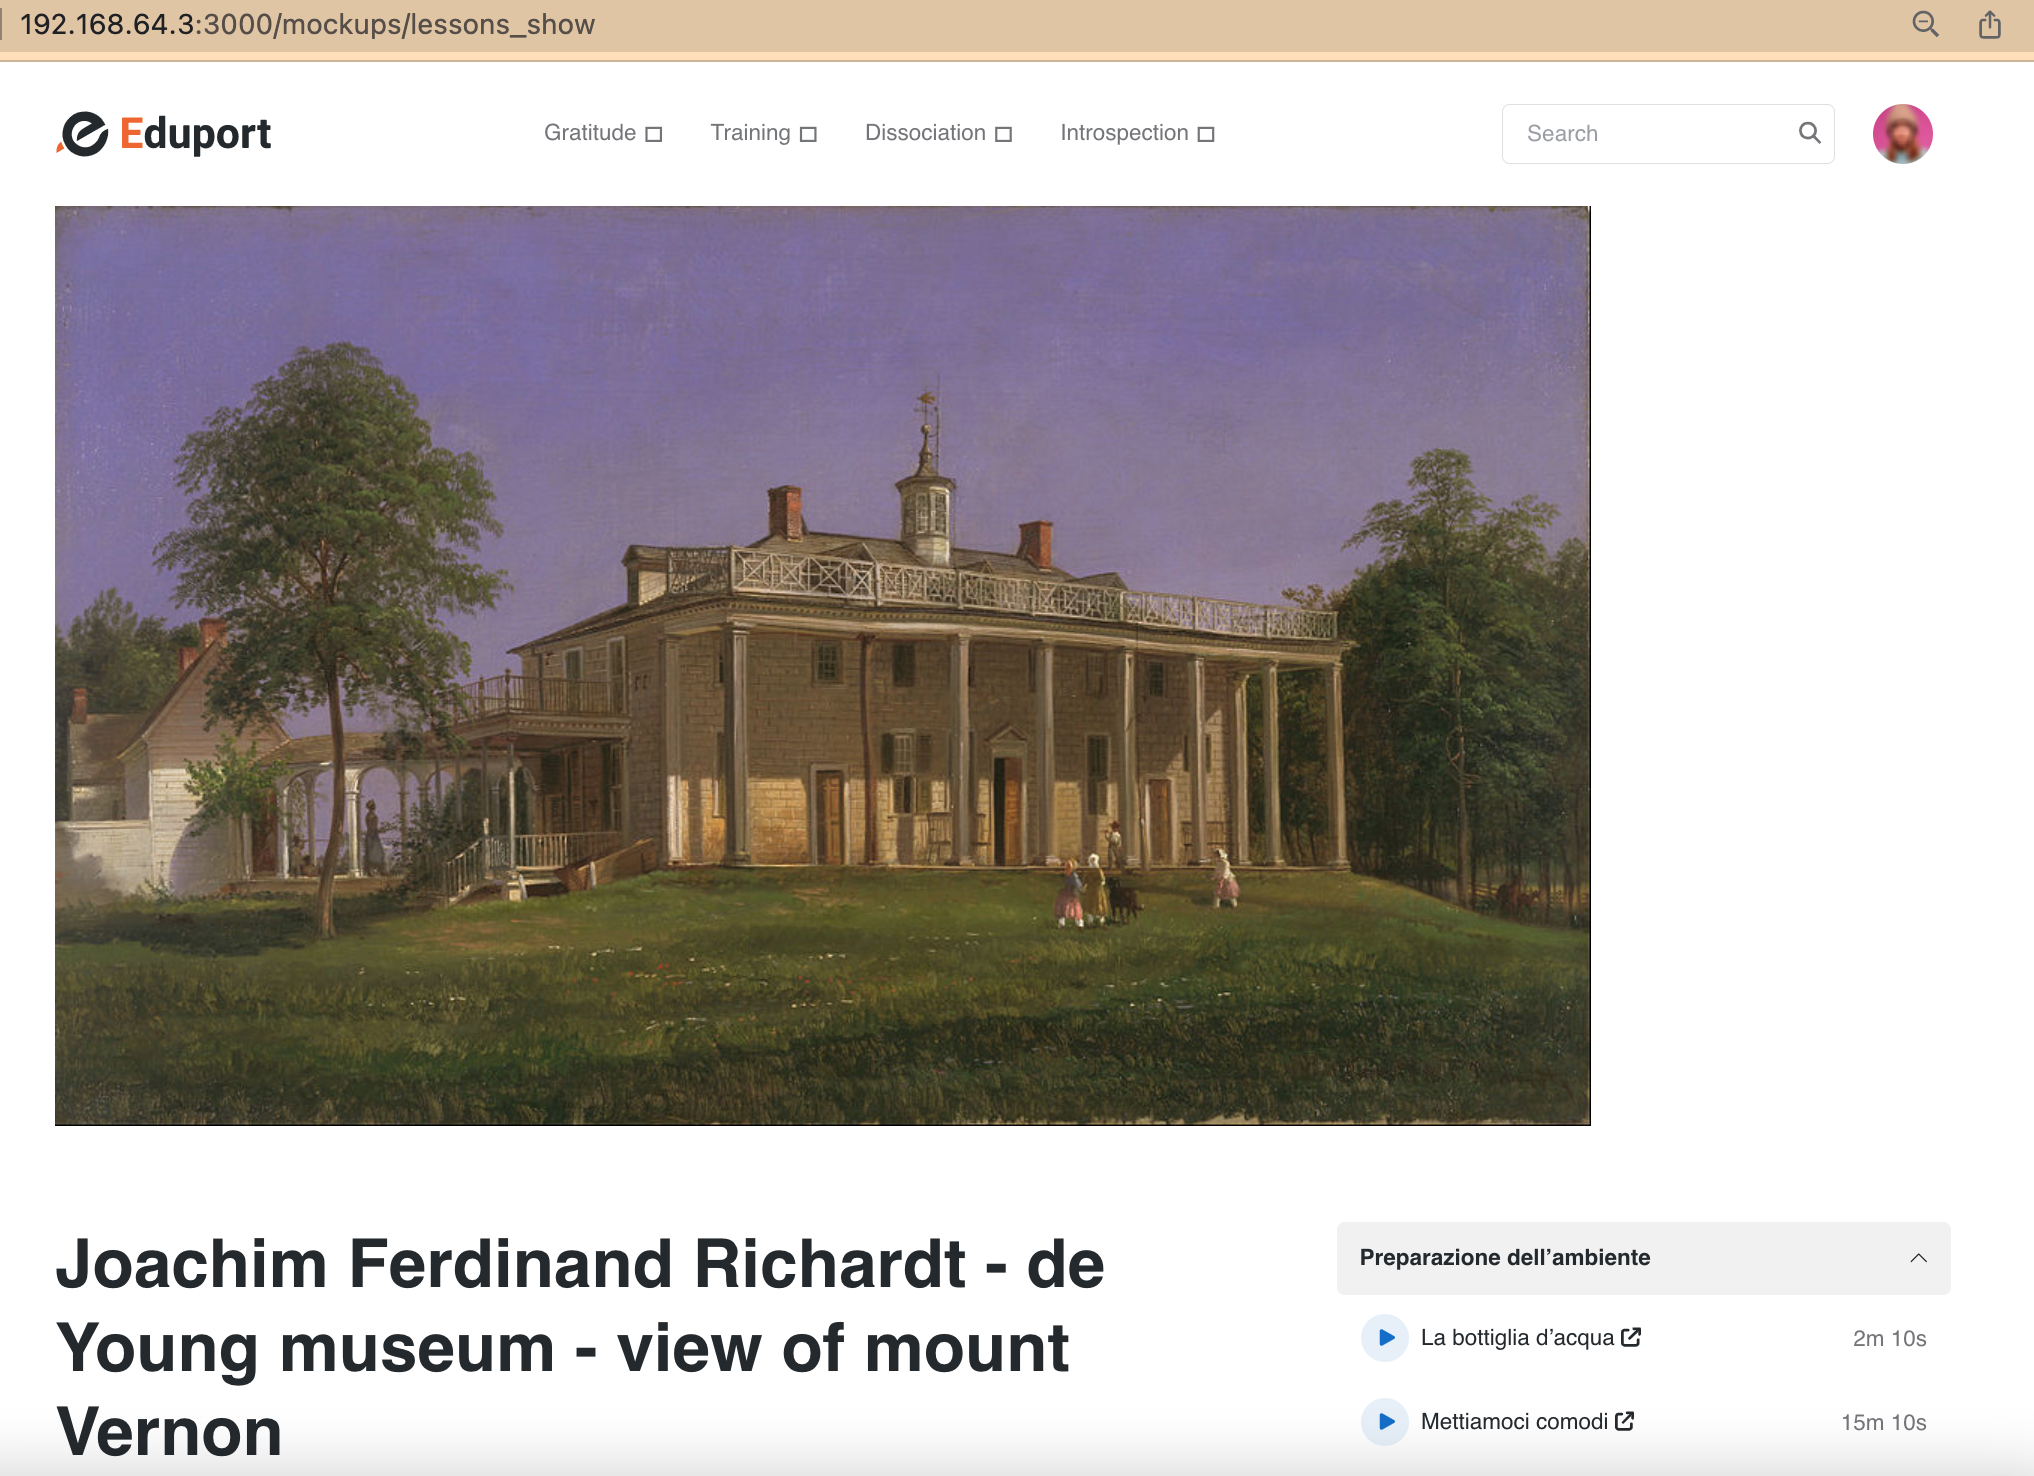 192.168.64.3:3000/mockups/lessons_show
Eduport
Gratitude Training Dissociation Introspection
Search
Joachim Ferdinand Richardt - de
Young museum - view of mount
Vernon
Preparazione dell’ambiente
La bottiglia d’acqua 2m 10s
Mettiamoci comodi 15m 10s